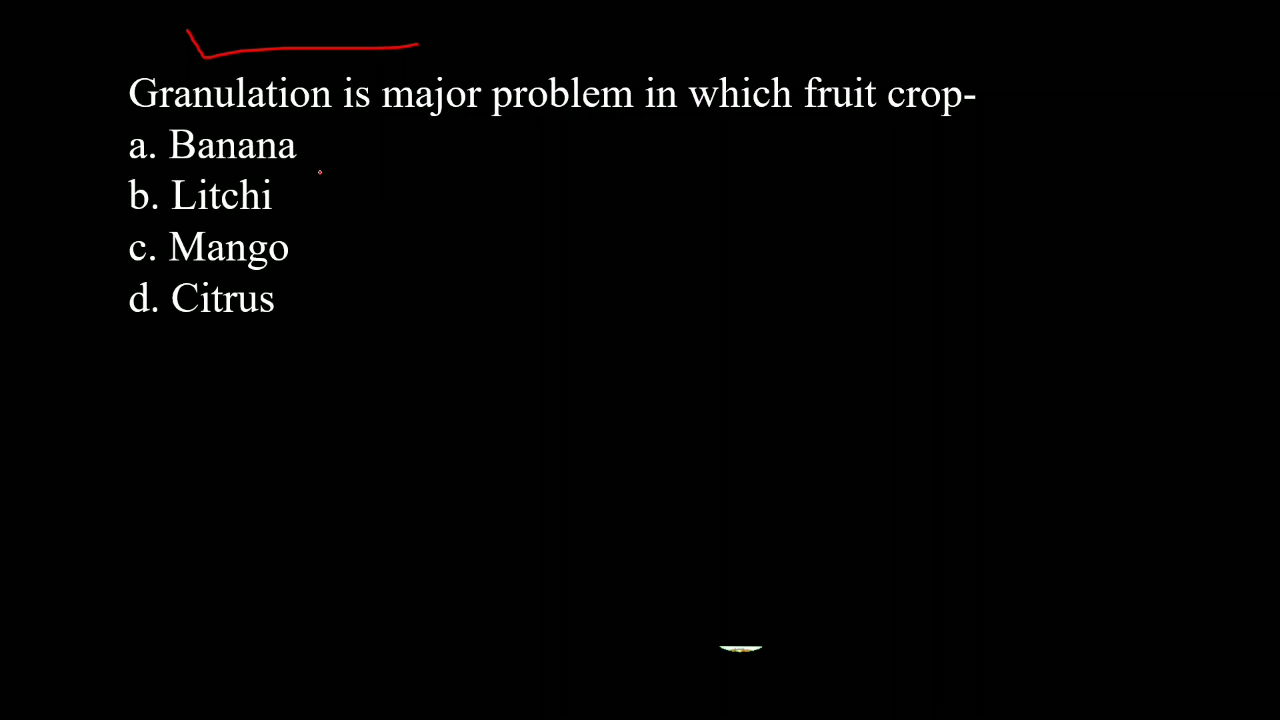 Granulation is major problem in which fruit crop-
a. Banana
b. Litchi
c. Mango
d. Citrus